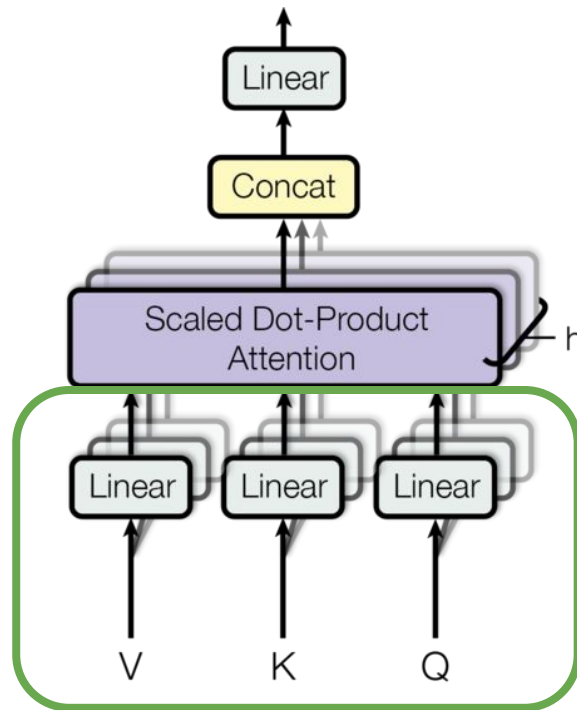 Linear
Concat
Scaled Dot-Product
Attention
h
Linear
Linear
Linear
V
K
Q